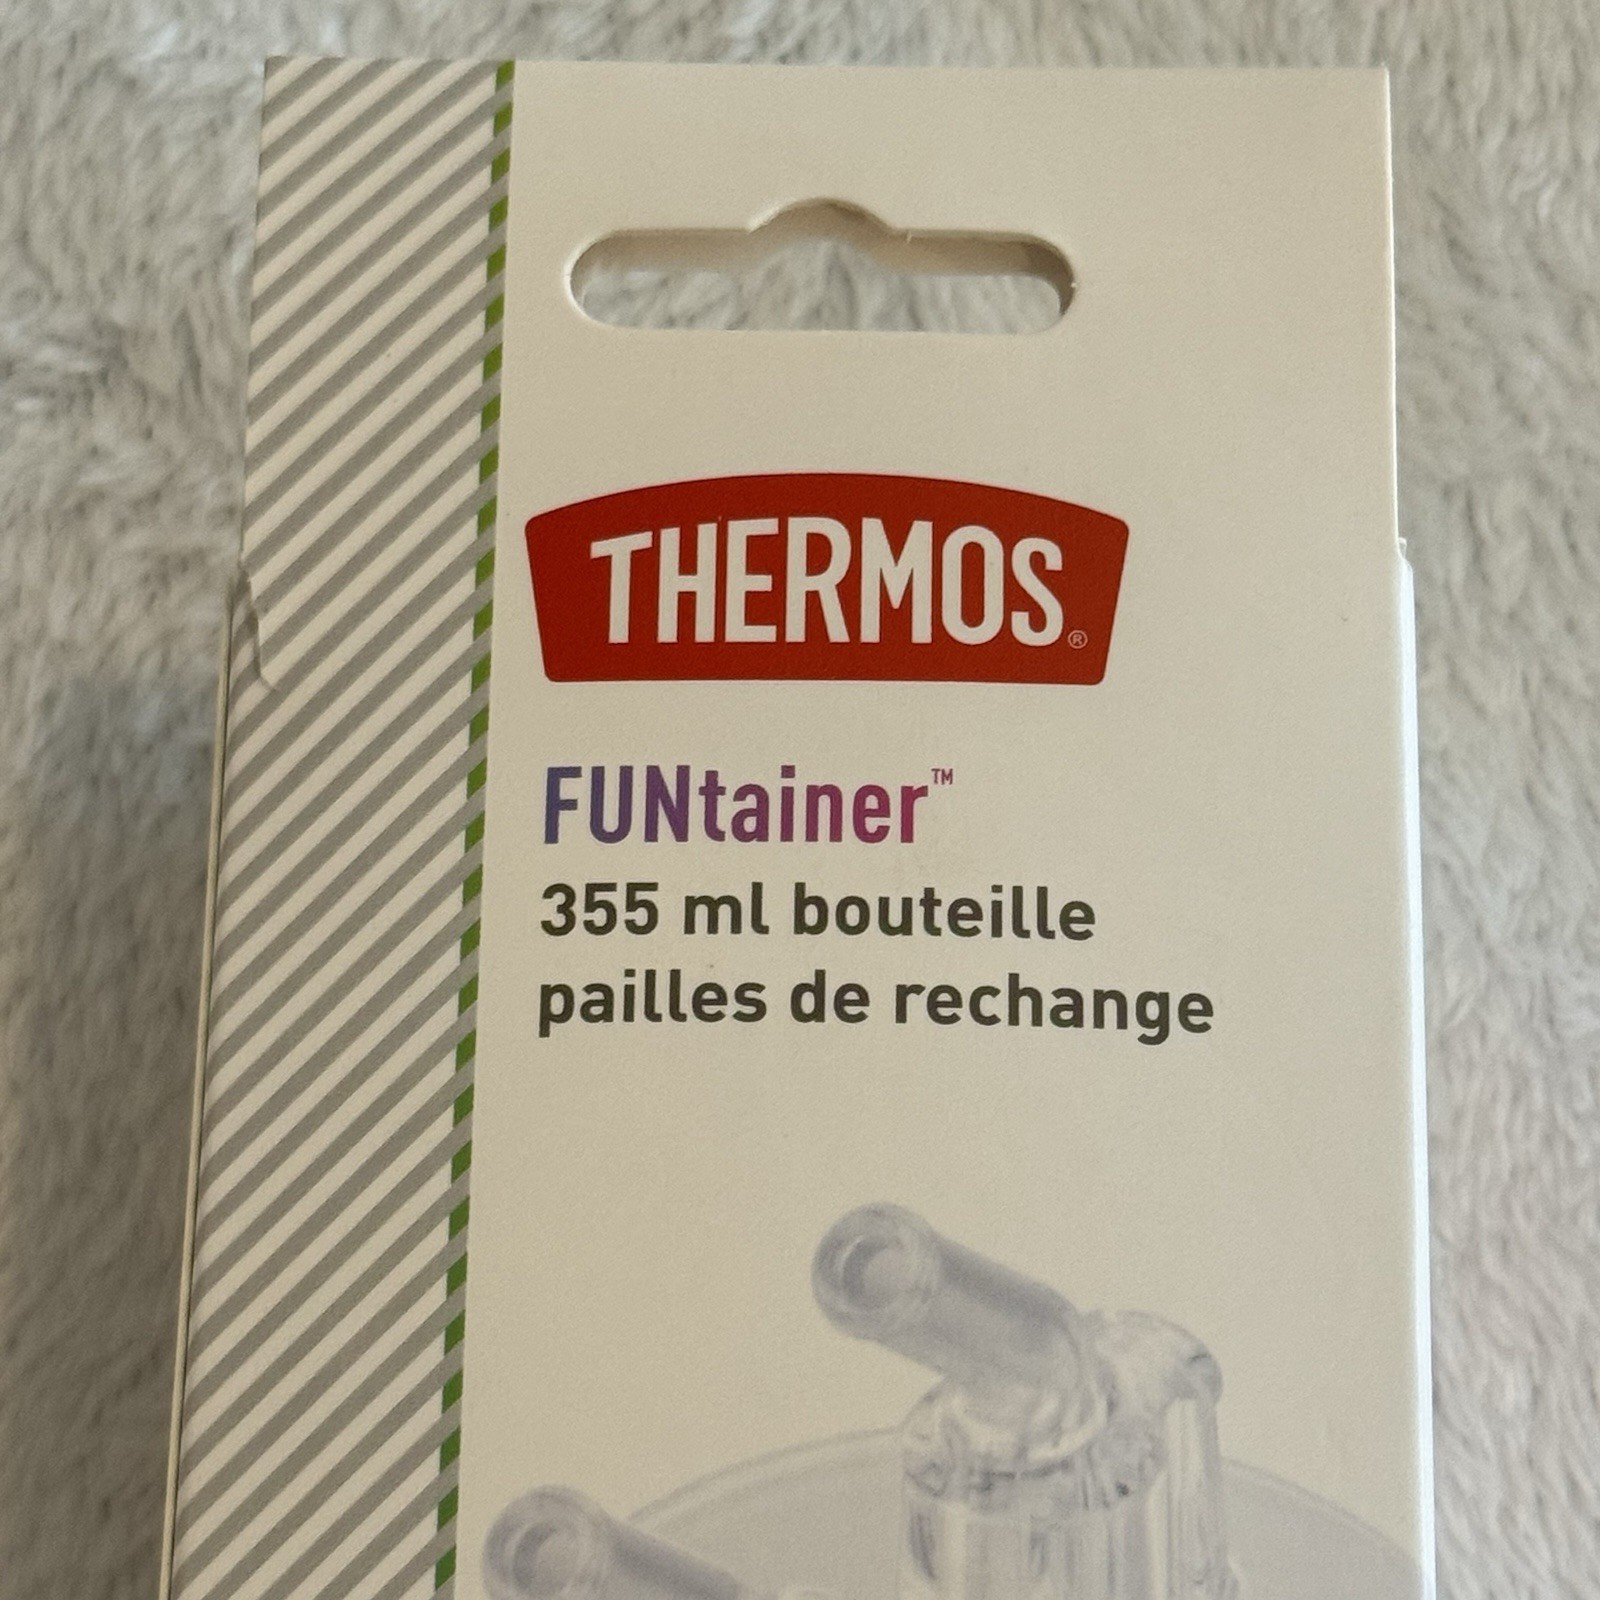 THERMOS®
FUNtainer™
355 ml bouteille
pailles de rechange